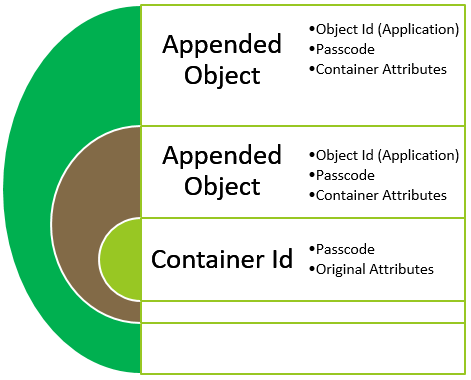 Appended
Object
•Object Id (Application)
•Passcode
•Container Attributes
Appended
Object
•Object Id (Application)
•Passcode
•Container Attributes
Container Id
•Passcode
•Original Attributes